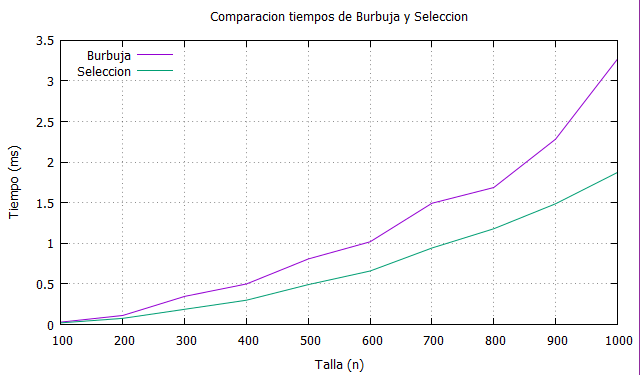 Comparacion tiempos de Burbuja y Seleccion
Burbuja
Seleccion
3.5
3
2.5
2
1.5
1
0.5
0
Tiempo (ms)
100 200 300 400 500 600 700 800 900 1000
Talla (n)